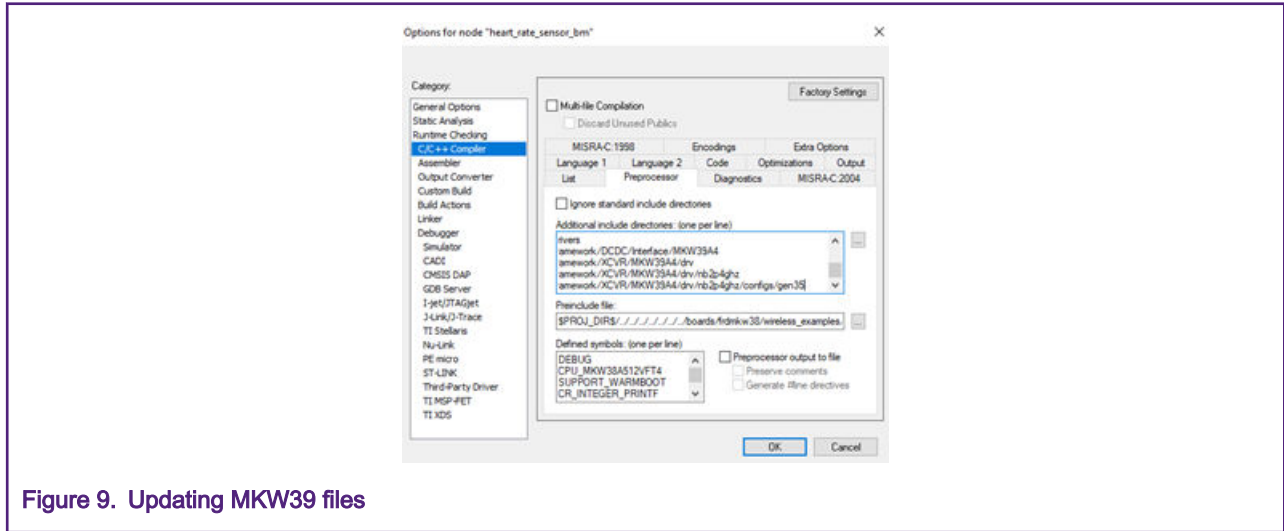 Options for node "heart_rate_sensor_bm"
Category:
General Options
Static Analysis
Runtime Checking
C/C++ Compiler
Assembler
Output Converter
Custom Build
Build Actions
Linker
Debugger
Simulator
CADI
CMSIS DAP
GDB Server
I-jet/JTAGjet
J-Link/J-Trace
TI Stellaris
Nu-Link
PE micro
ST-LINK
Third-Party Driver
TI MSP-FET
TI XDS
Factory Settings
Multi-file Compilation
Discard Unused Publics
MISRA-C:1998 Encodings Extra Options
Language 1 Language 2 Code Optimizations Output
List Preprocessor Diagnostics MISRA-C:2004
Ignore standard include directories
Additional include directories: (one per line)
rivers
amework/DCDC/Interface/MKW39A4
amework/XCVR/MKW39A4/drv
amework/XCVR/MKW39A4/drv/nb2p4ghz
amework/XCVR/MKW39A4/drv/nb2p4ghz/configs/gen35
...
Preinclude file:
$PROJ_DIR$/../../../../../../../boards/frdmkw38/wireless_examples.
...
Defined symbols: (one per line)
DEBUG
CPU_MKW38A512VFT4
SUPPORT_WARMBOOT
CR_INTEGER_PRINTF
Preprocessor output to file
Preserve comments
Generate #line directives
OK Cancel
Figure 9. Updating MKW39 files